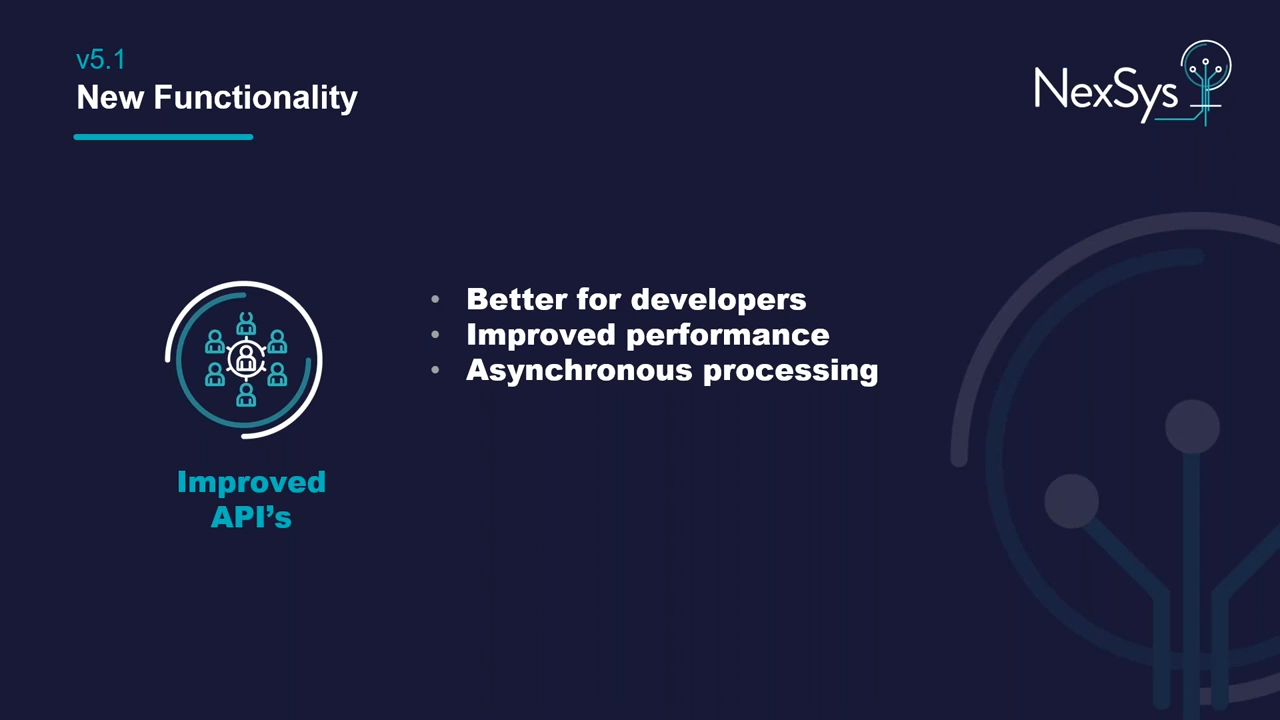 v5.1
New Functionality
NexSys
• Better for developers
• Improved performance
• Asynchronous processing
Improved
API’s